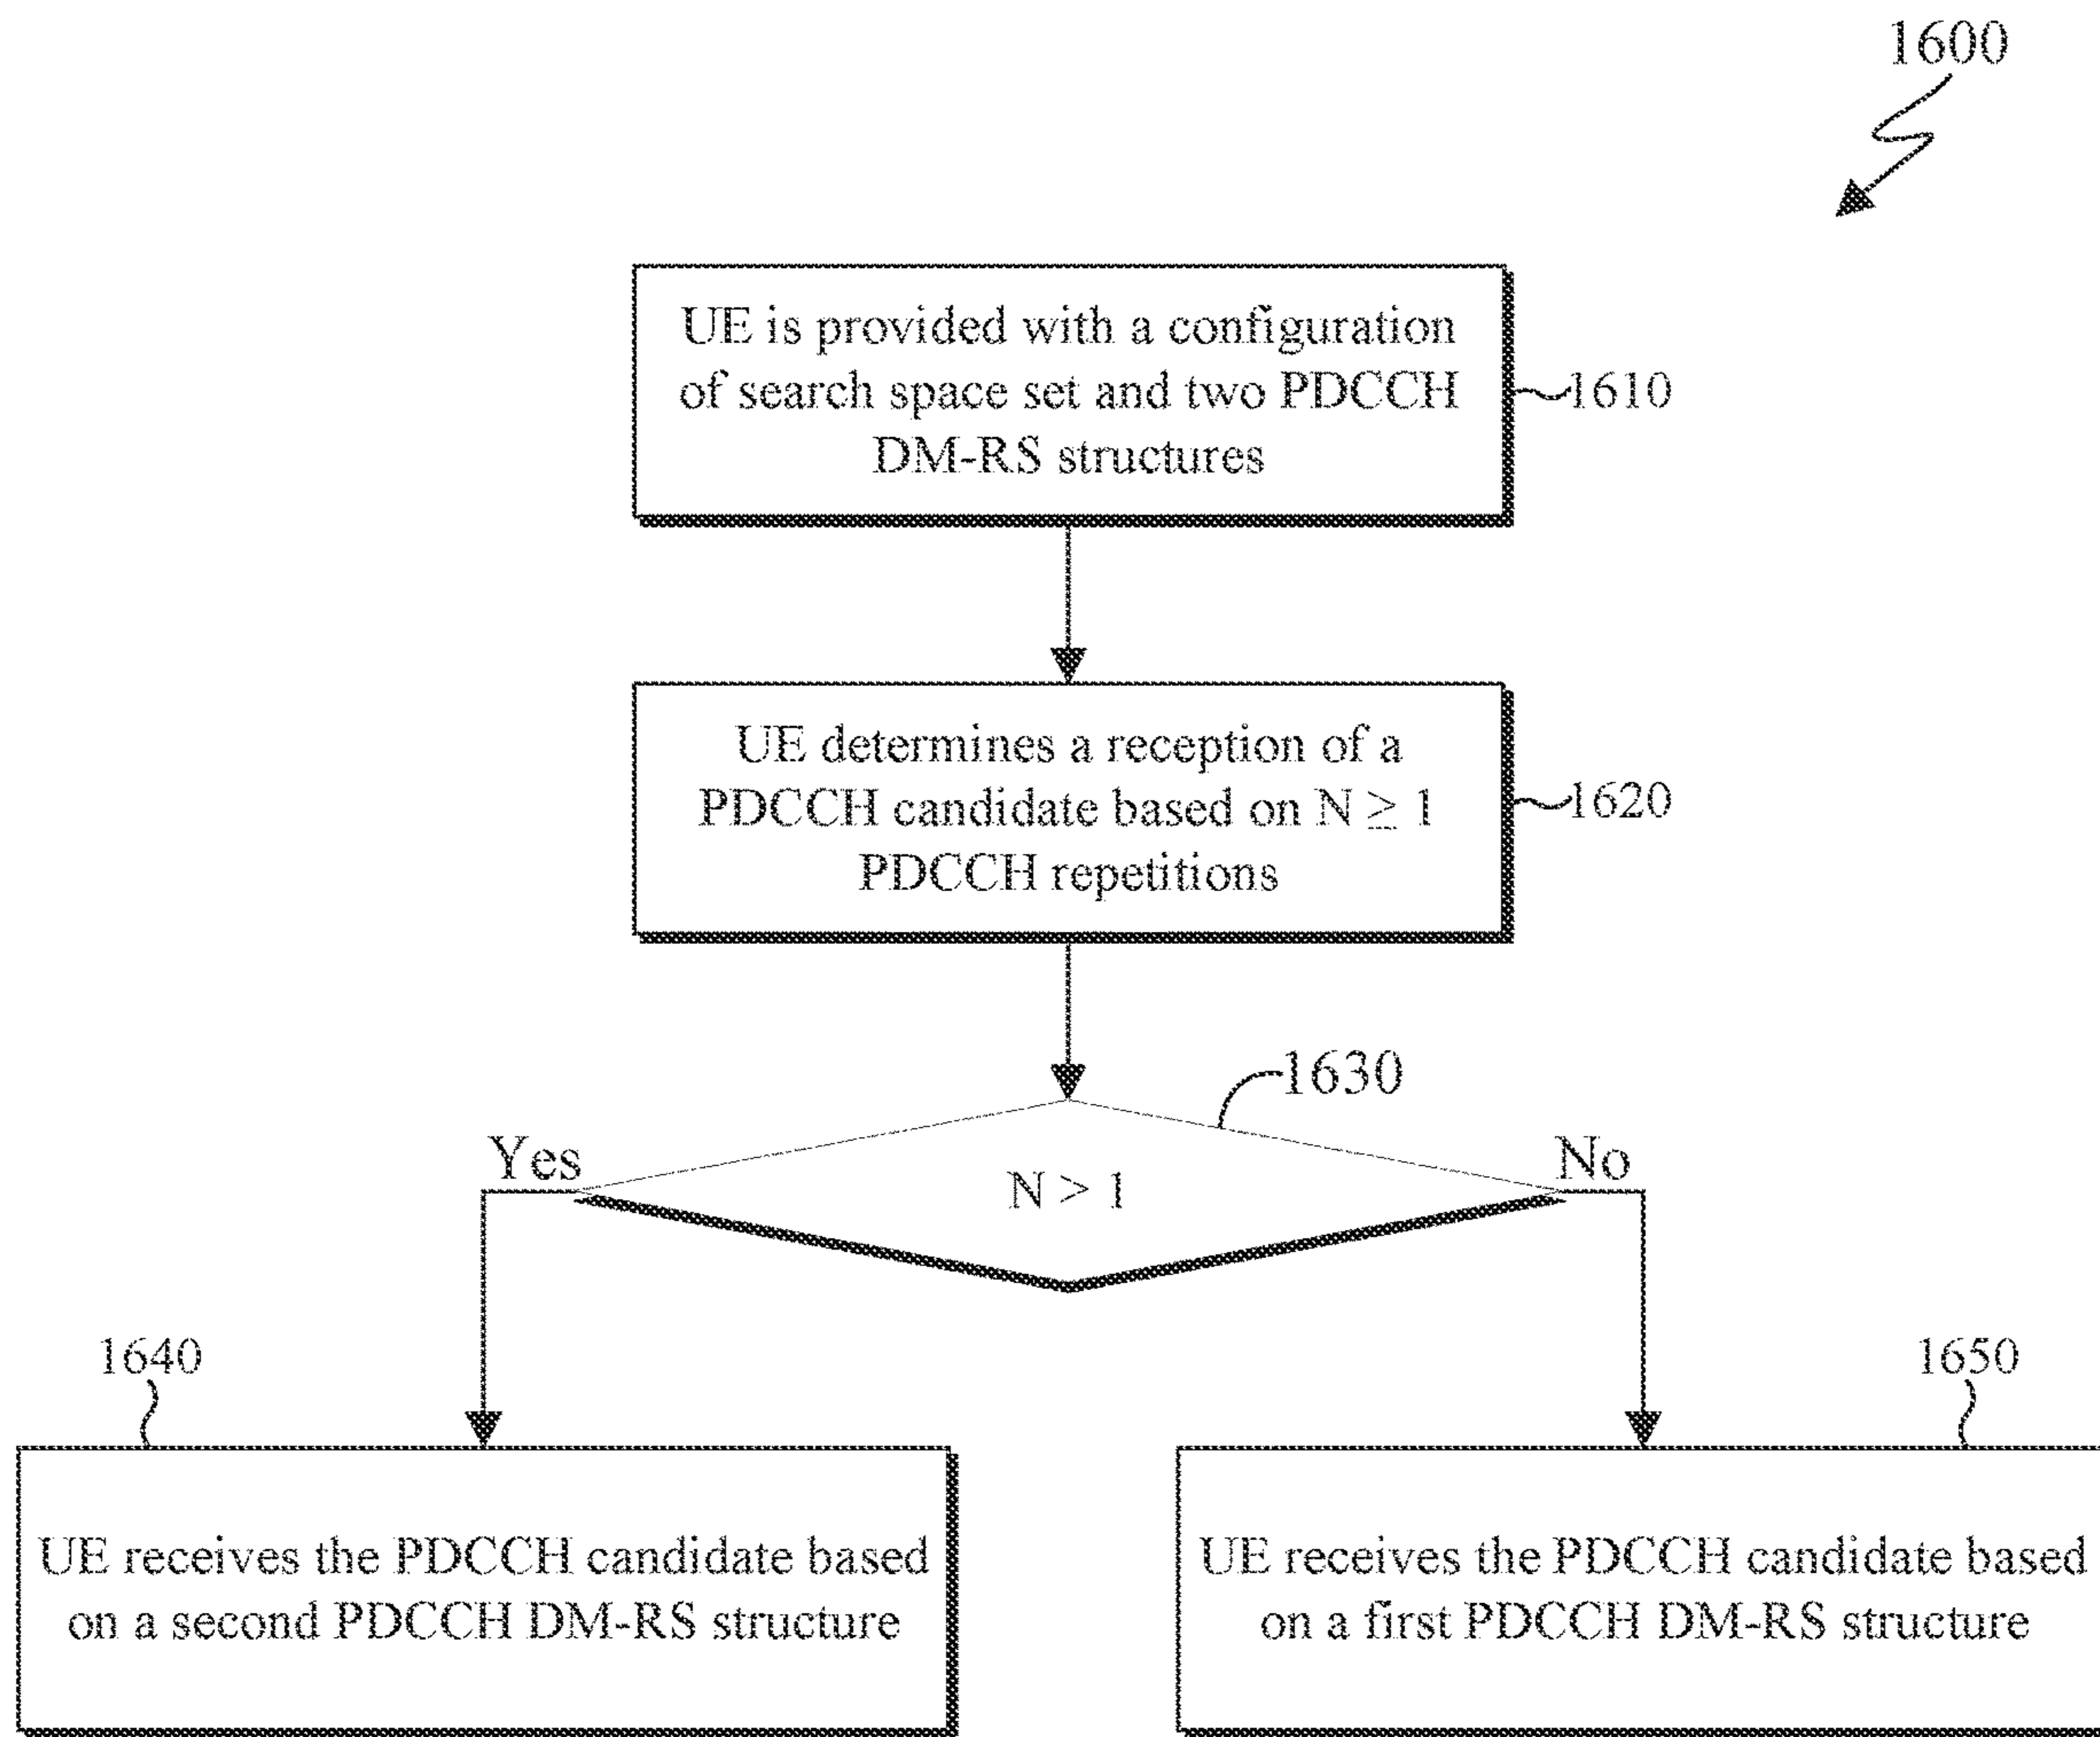 1600
UE is provided with a configuration
of search space set and two PDCCH
DM-RS structures
1610
UE determines a reception of a
PDCCH candidate based on N ≥ 1
PDCCH repetitions
1620
1630
Yes
N > 1
No
1640
UE receives the PDCCH candidate based
on a second PDCCH DM-RS structure
1650
UE receives the PDCCH candidate based
on a first PDCCH DM-RS structure